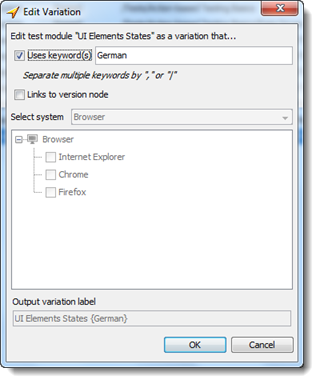 Edit Variation
Edit test module "UI Elements States" as a variation that...
Uses keyword(s) German
Separate multiple keywords by "," or "|"
Links to version node
Select system Browser
Browser
Internet Explorer
Chrome
Firefox
Output variation label
UI Elements States {German}
OK Cancel